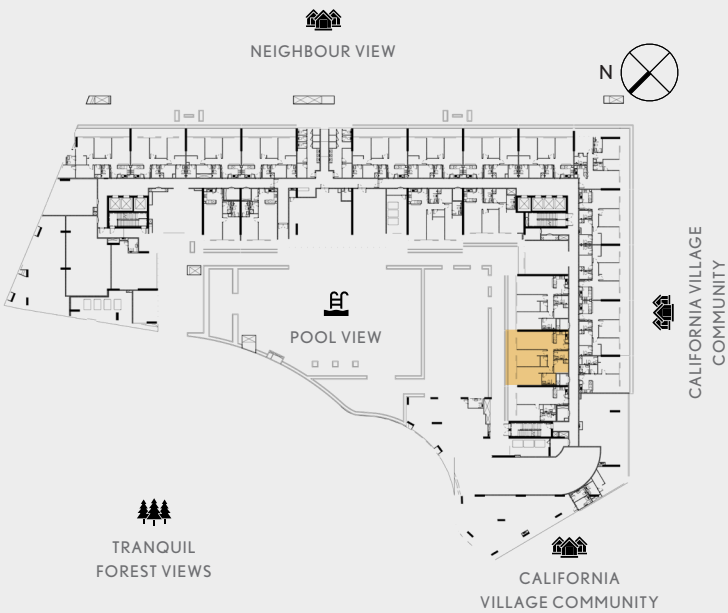 NEIGHBOUR VIEW
N
CALIFORNIA VILLAGE
COMMUNITY
POOL VIEW
TRANQUIL
FOREST VIEWS
CALIFORNIA
VILLAGE COMMUNITY